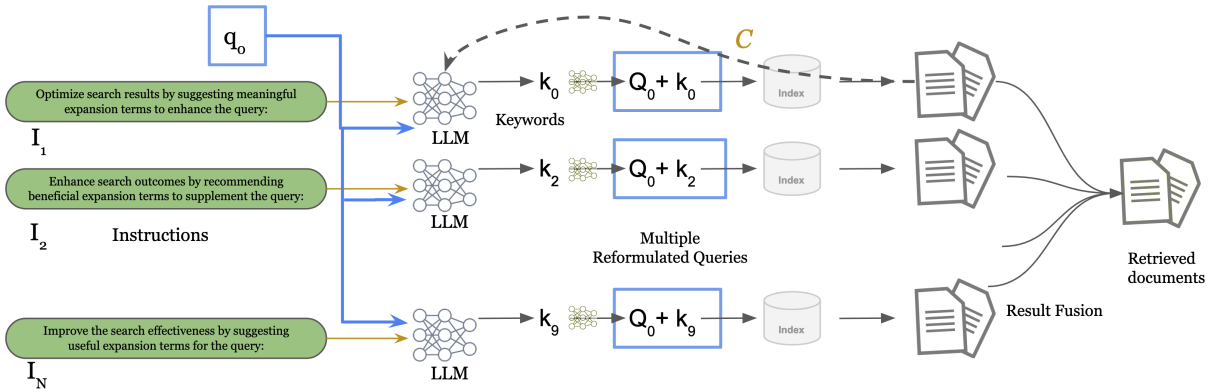 q₀
C
Optimize search results by suggesting meaningful
expansion terms to enhance the query:
I₁
LLM
k₀
Keywords
Q₀ + k₀
Index
Enhance search outcomes by recommending
beneficial expansion terms to supplement the query:
I₂
Instructions
LLM
k₂
Q₀ + k₂
Index
Multiple
Reformulated Queries
Retrieved
documents
Improve the search effectiveness by suggesting
useful expansion terms for the query:
I_N
LLM
k₉
Q₀ + k₉
Index
Result Fusion